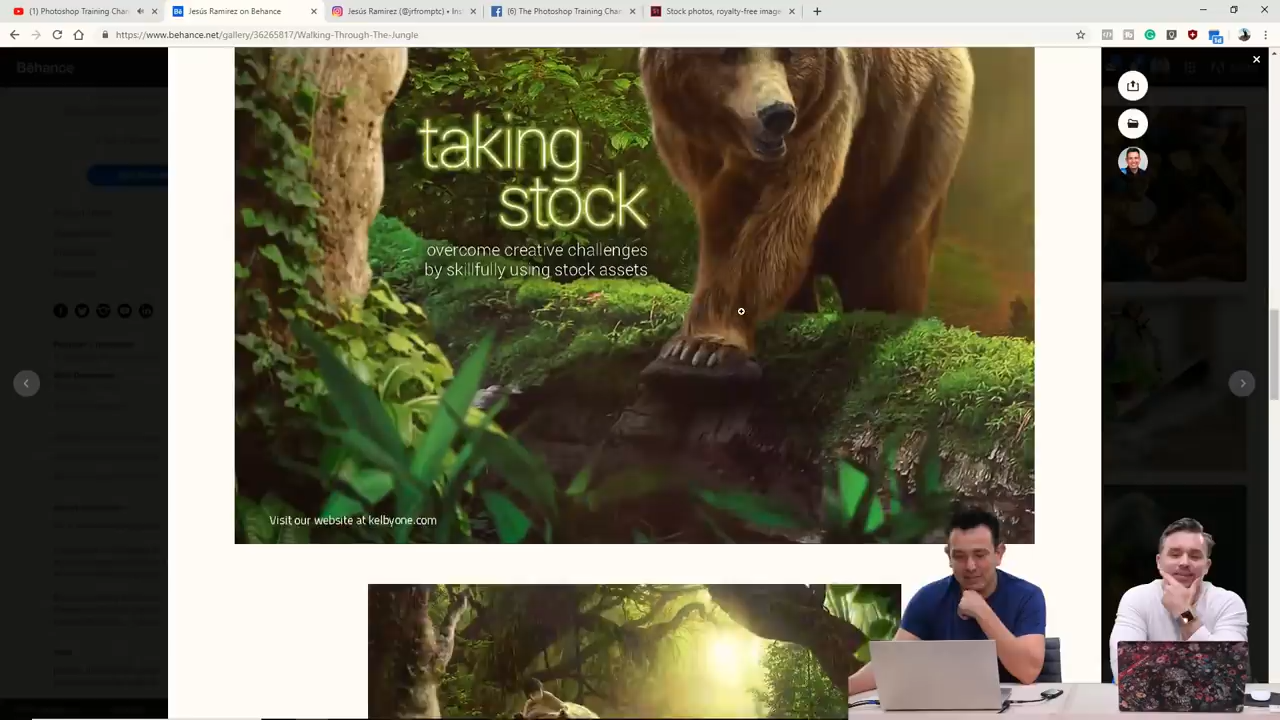 (1) Photoshop Training Chan
Jesús Ramirez on Behance
Jesús Ramirez (@jrfromptc) • Ins
(6) The Photoshop Training Chan
Stock photos, royalty-free image
https://www.behance.net/gallery/36265817/Walking-Through-The-Jungle
Bēhance
taking
stock
overcome creative challenges
by skillfully using stock assets
Visit our website at kelbyone.com